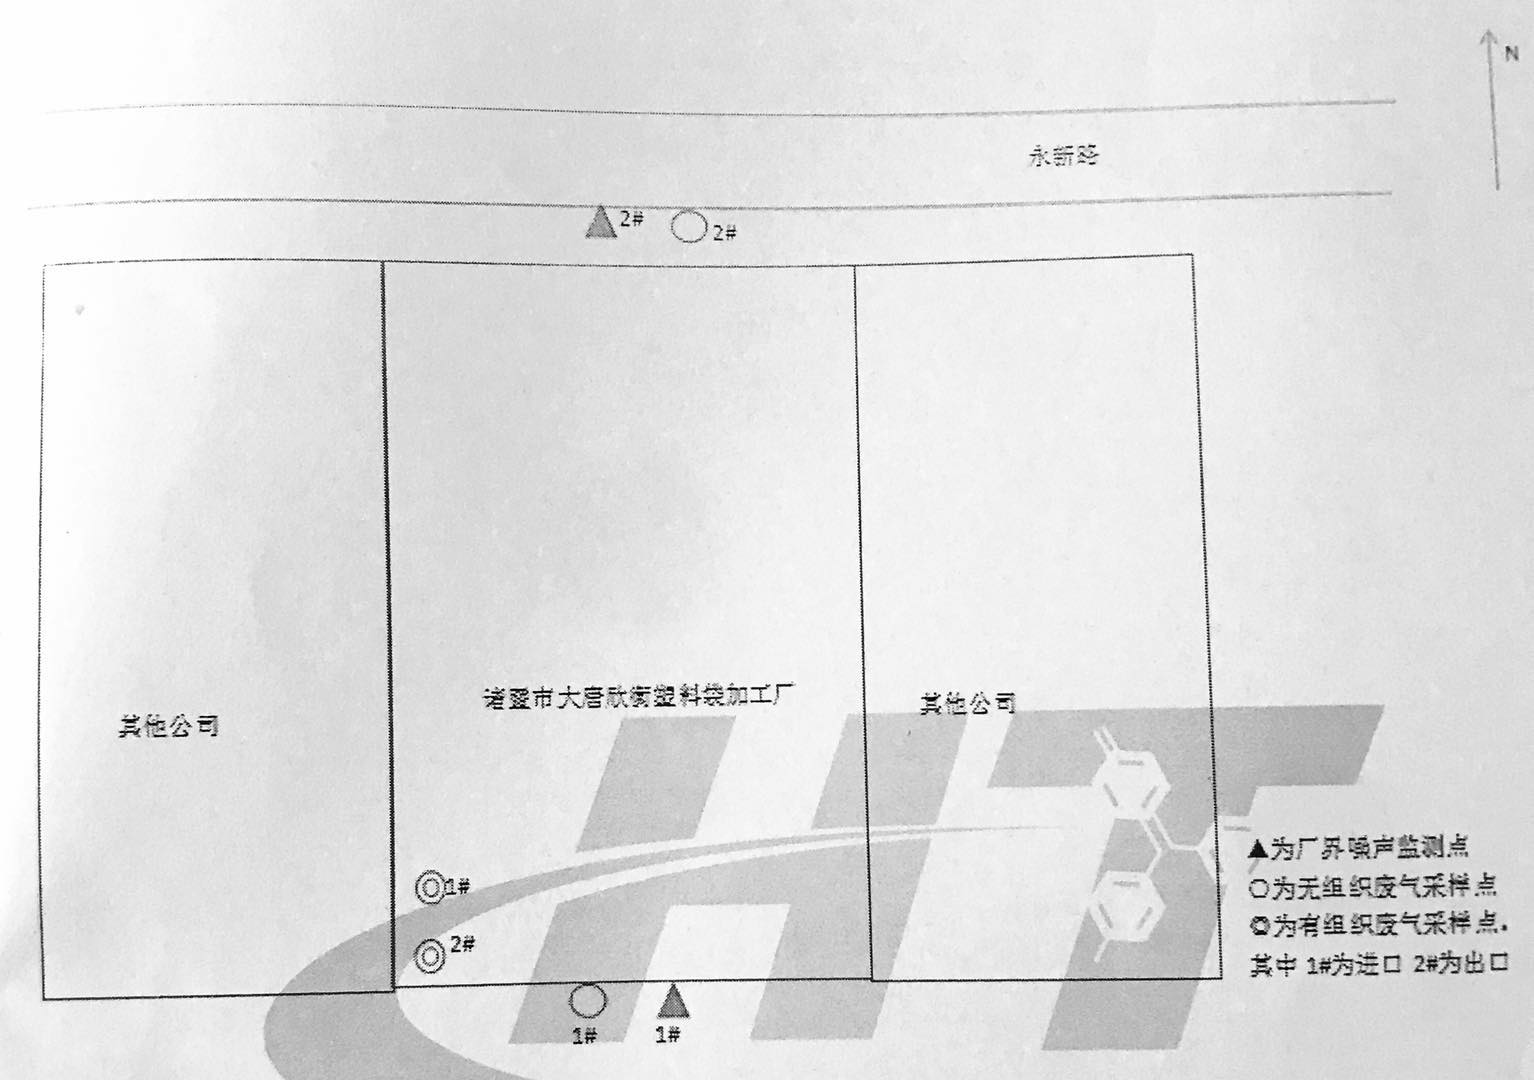 N
永新路
2#
2#
诸暨市大唐欣衡塑料袋加工厂
其他公司
其他公司
1#
2#
1#
1#
▲为厂界噪声监测点
○为无组织废气采样点
◎为有组织废气采样点.
其中 1#为进口 2#为出口
HT